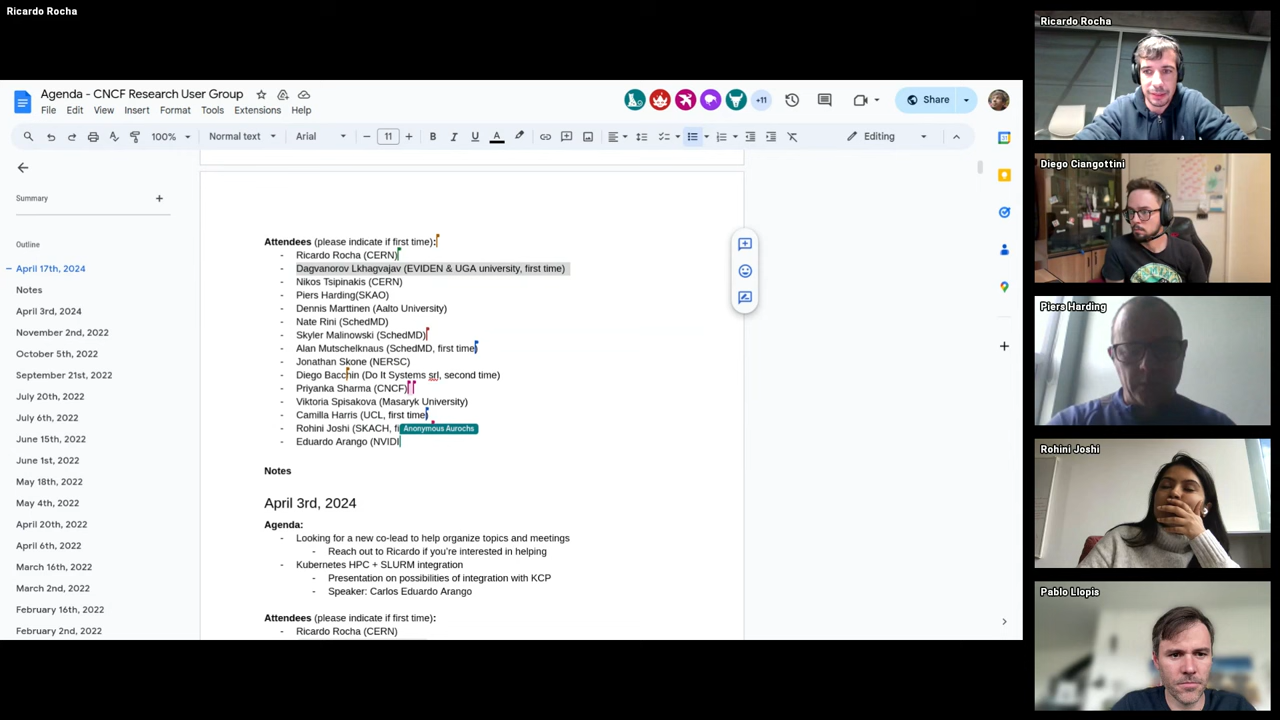 Ricardo Rocha
Agenda - CNCF Research User Group
File Edit View Insert Format Tools Extensions Help
+11
Share
100% Normal text Arial 11 B I U A Editing
Summary
Outline
April 17th, 2024
Notes
April 3rd, 2024
November 2nd, 2022
October 5th, 2022
September 21st, 2022
July 20th, 2022
July 6th, 2022
June 15th, 2022
June 1st, 2022
May 18th, 2022
May 4th, 2022
April 20th, 2022
April 6th, 2022
March 16th, 2022
March 2nd, 2022
February 16th, 2022
February 2nd, 2022
Attendees (please indicate if first time):
- Ricardo Rocha (CERN)
- Dagvanorov Lkhagvajav (EVIDEN & UGA university, first time)
- Nikos Tsipinakis (CERN)
- Piers Harding(SKAO)
- Dennis Marttinen (Aalto University)
- Nate Rini (SchedMD)
- Skyler Malinowski (SchedMD)
- Alan Mutschelknaus (SchedMD, first time)
- Jonathan Skone (NERSC)
- Diego Bacchin (Do It Systems srl, second time)
- Priyanka Sharma (CNCF)
- Viktoria Spisakova (Masaryk University)
- Camilla Harris (UCL, first time)
- Rohini Joshi (SKACH, fi
Anonymous Aurochs
- Eduardo Arango (NVIDI
Notes
April 3rd, 2024
Agenda:
- Looking for a new co-lead to help organize topics and meetings
- Reach out to Ricardo if you're interested in helping
- Kubernetes HPC + SLURM integration
- Presentation on possibilities of integration with KCP
- Speaker: Carlos Eduardo Arango
Attendees (please indicate if first time):
- Ricardo Rocha (CERN)
Ricardo Rocha
Diego Ciangottini
Piers Harding
Rohini Joshi
Pablo Llopis